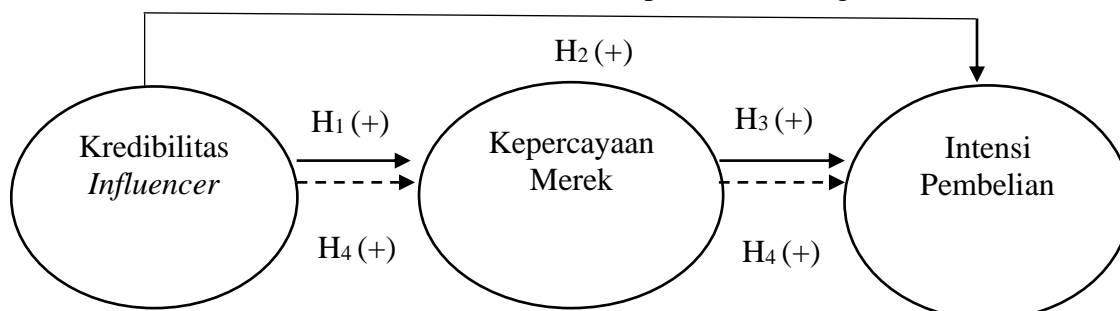 H2 (+)
H1 (+)
H3 (+)
Kredibilitas
Influencer
Kepercayaan
Merek
Intensi
Pembelian
H4 (+)
H4 (+)